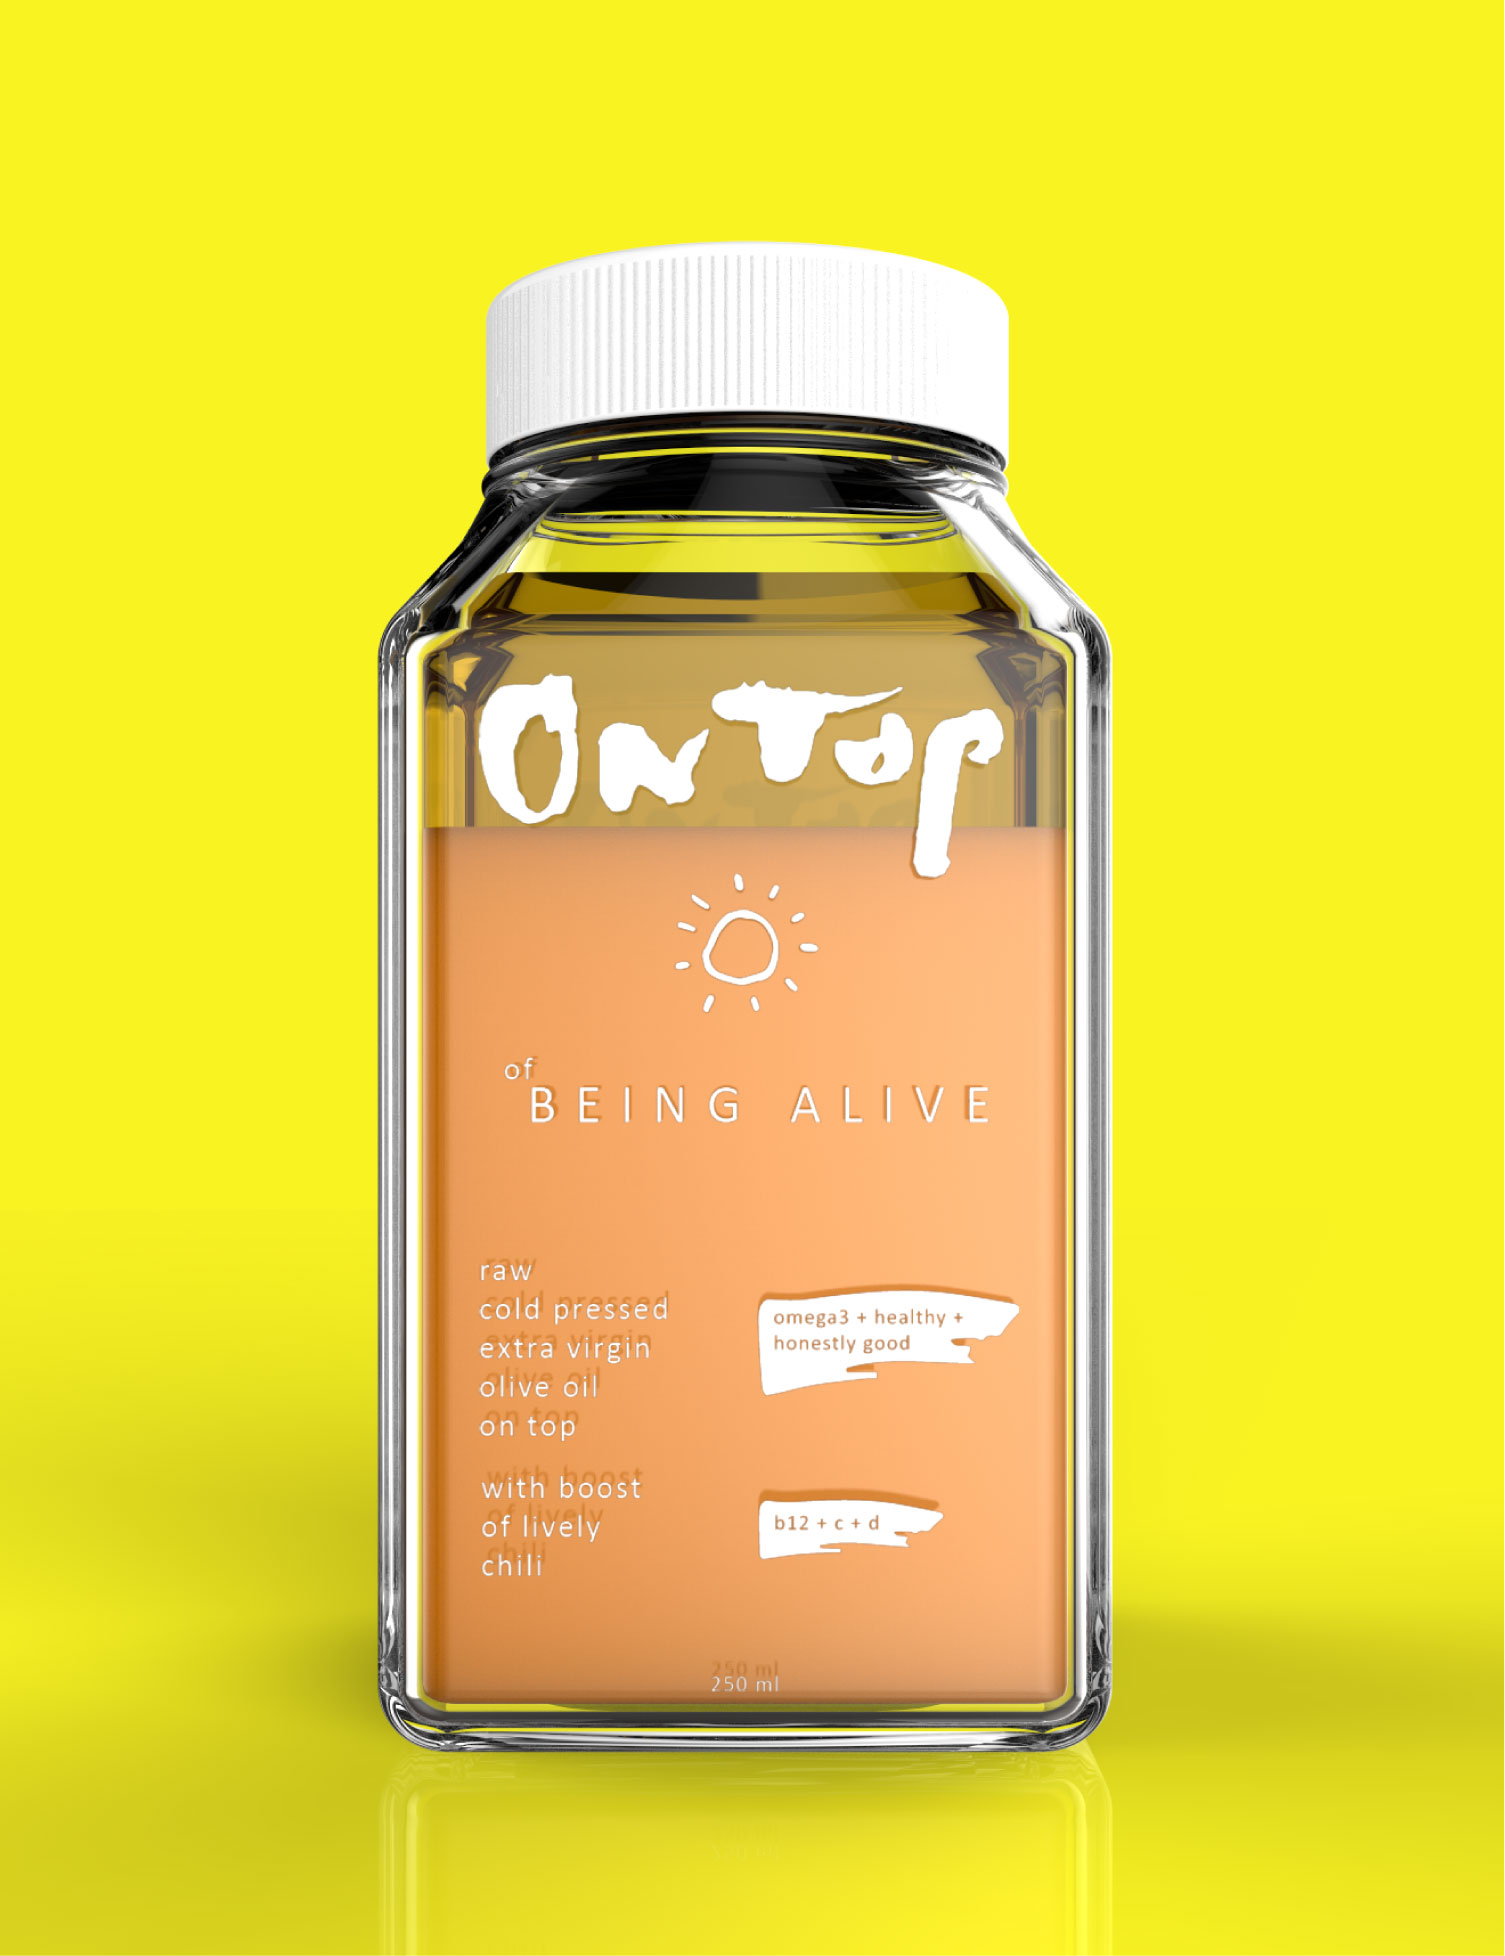 OnTop
of
BEING ALIVE
raw
cold pressed
extra virgin
olive oil
on top
with boost
of lively
chili
omega3 + healthy +
honestly good
b12 + c + d
250 ml